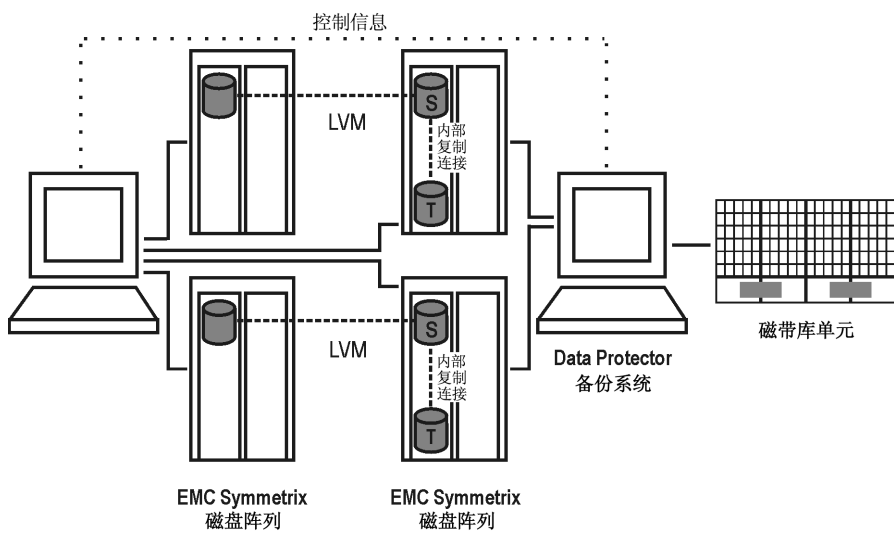 控制信息
S
LVM
内部
复制
连接
T
S
LVM
内部
复制
连接
T
Data Protector
备份系统
磁带库单元
EMC Symmetrix
磁盘阵列
EMC Symmetrix
磁盘阵列